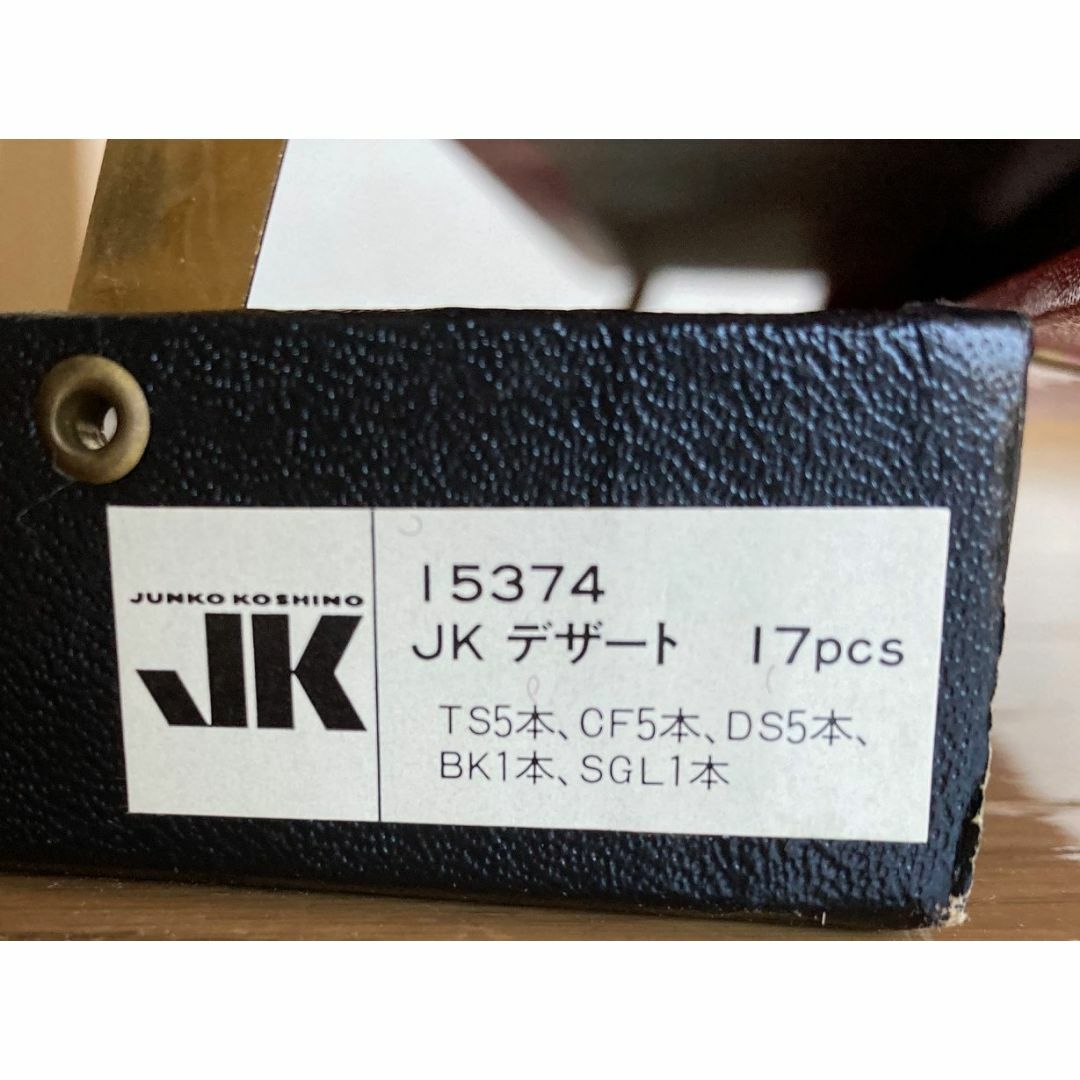 JUNKO KOSHINO
JK
15374
JK デザート 17pcs
TS5本、CF5本、DS5本、
BK1本、SGL1本